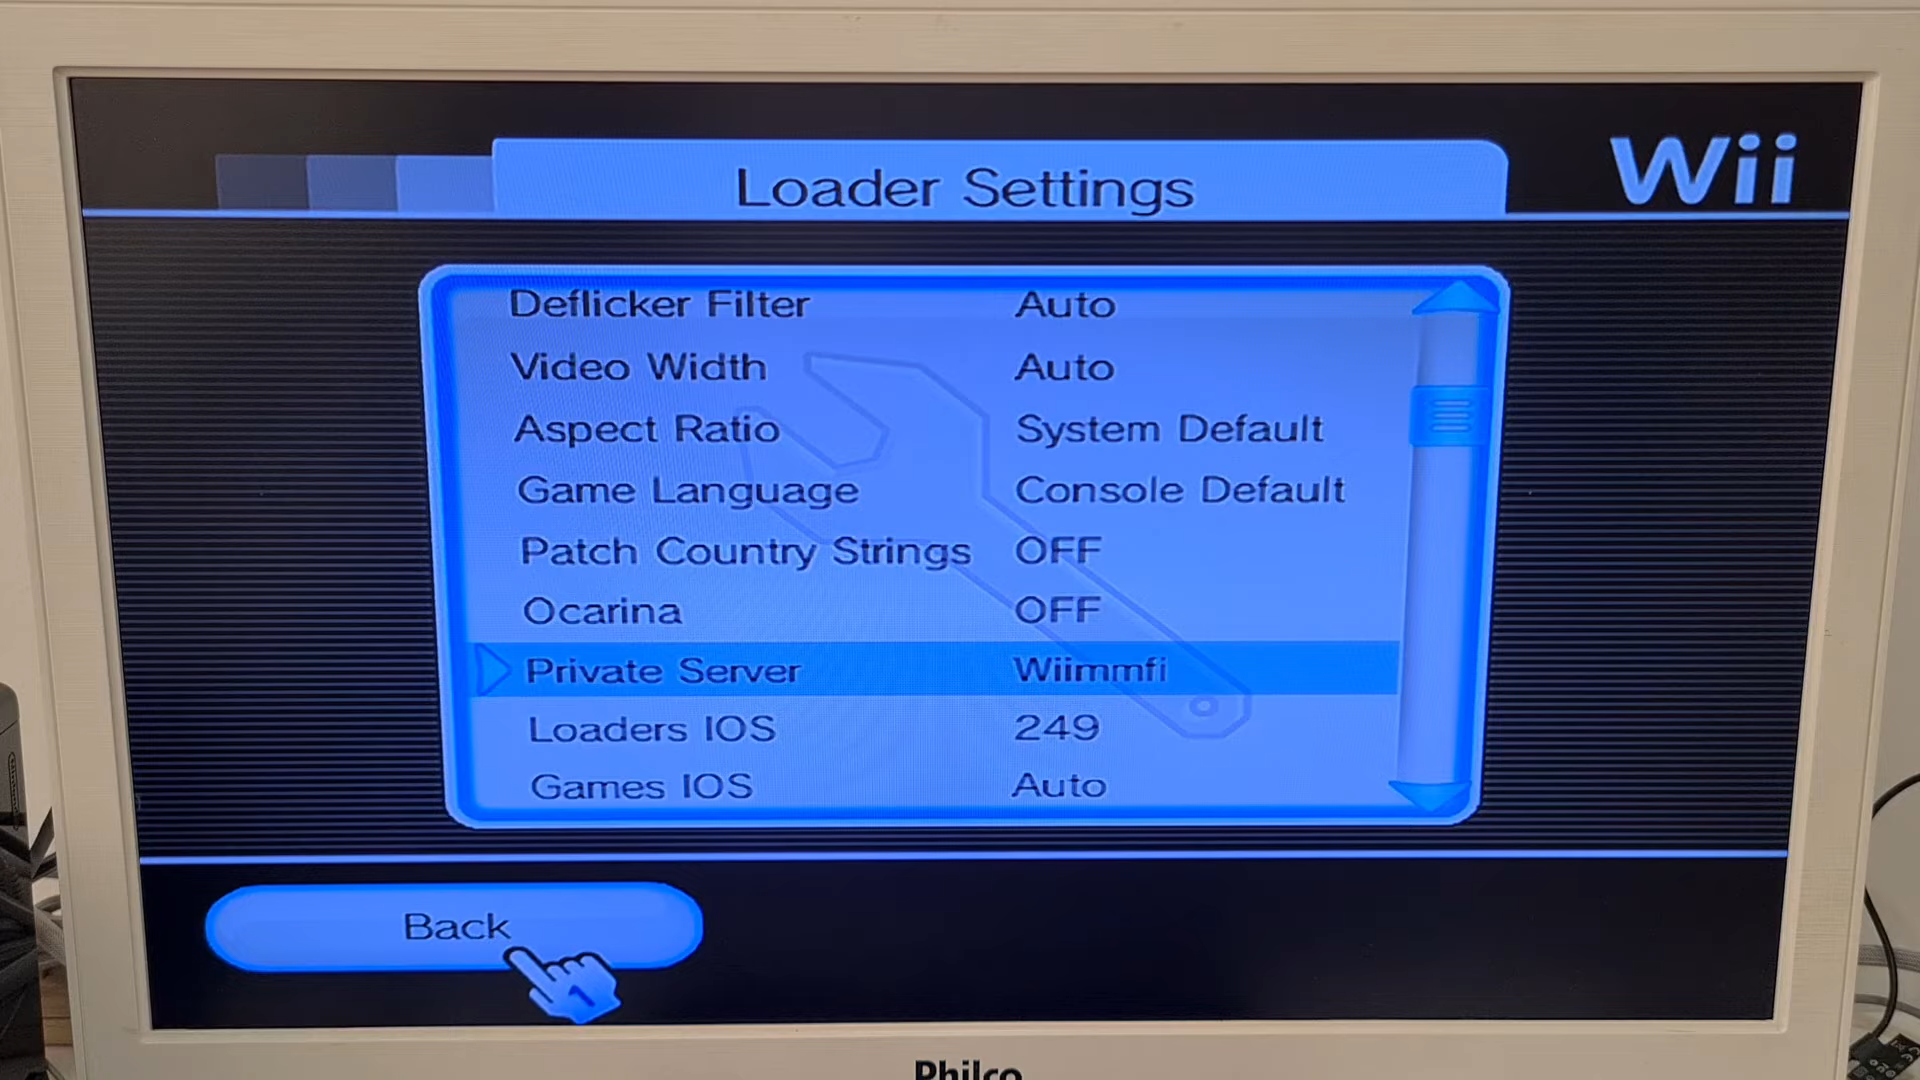 Wii
Loader Settings
Deflicker Filter Auto
Video Width Auto
Aspect Ratio System Default
Game Language Console Default
Patch Country Strings OFF
Ocarina OFF
Private Server Wiimmfi
Loaders IOS 249
Games IOS Auto
Back
1
Philco